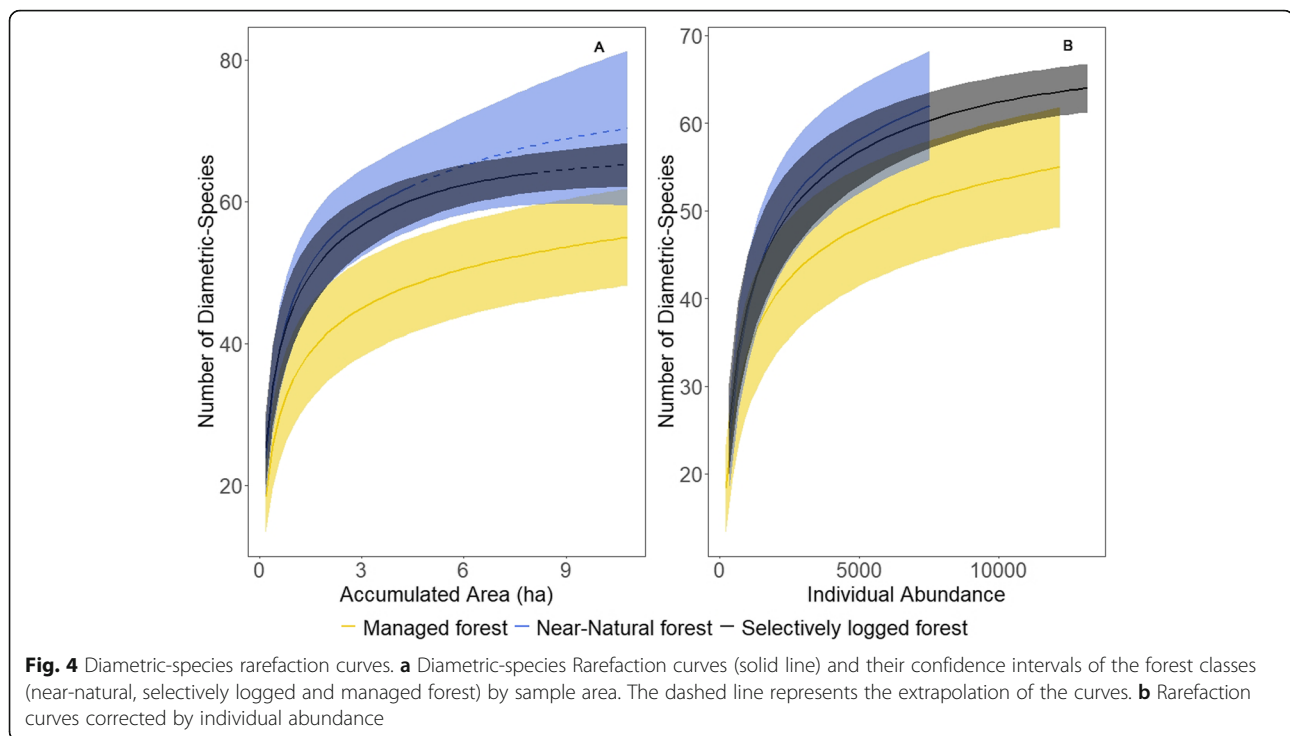 A
B
Number of Diametric-Species
80
60
40
20
0
3
6
9
Accumulated Area (ha)
Number of Diametric-Species
70
60
50
40
30
20
0
5000
10000
Individual Abundance
Managed forest Near-Natural forest Selectively logged forest
Fig. 4 Diametric-species rarefaction curves. a Diametric-species Rarefaction curves (solid line) and their confidence intervals of the forest classes
(near-natural, selectively logged and managed forest) by sample area. The dashed line represents the extrapolation of the curves. b Rarefaction
curves corrected by individual abundance